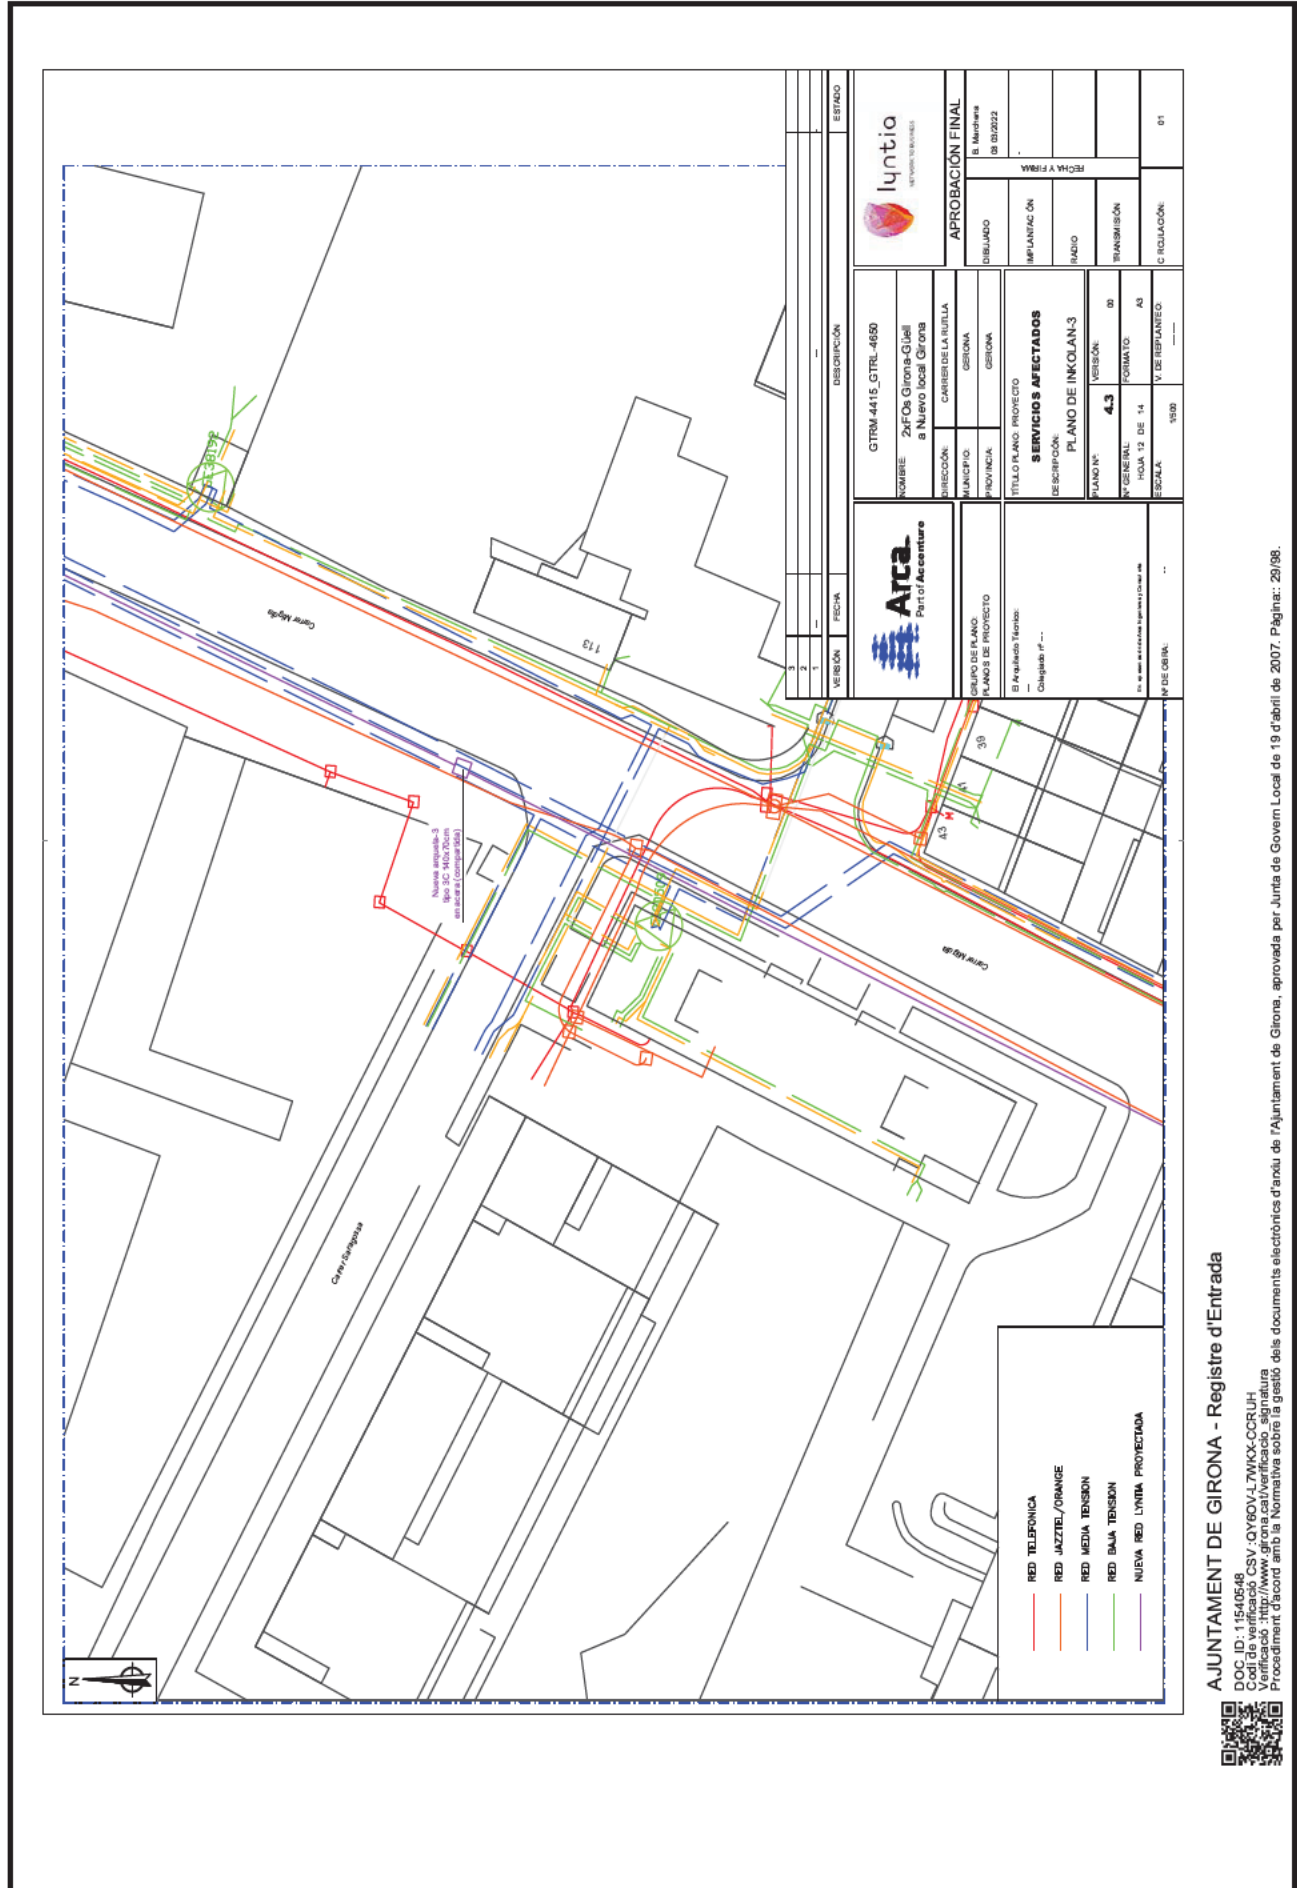 N
Carrer Saragossa
Nueva arqueta-3
tipo 3C 140x70cm
en acera (compartida)
Carrer Migdia
113
Carrer Migdia
43
41
39
M
RED TELEFONICA
RED JAZZTEL/ORANGE
RED MEDIA TENSION
RED BAJA TENSION
NUEVA RED LYNTIA PROYECTADA
3
2
1 --- --- -
VERSIÓN FECHA DESCRIPCIÓN ESTADO
Arca
Part of Accenture
GRUPO DE PLANO:
PLANOS DE PROYECTO
El Arquitecto Técnico:
---
Colegiado nº ---
Nº DE OBRA: --
GTRM-4415_GTRL-4650
NOMBRE: 2xFOs Girona-Güell
a Nuevo local Girona
DIRECCIÓN: CARRER DE LA RUTLLA
MUNICIPIO: GERONA
PROVINCIA: GERONA
TÍTULO PLANO: PROYECTO
SERVICIOS AFECTADOS
DESCRIPCIÓN:
PLANO DE INKOLAN-3
PLANO Nº: 4.3 VERSIÓN: 00
Nº GENERAL: HOJA 12 DE 14 FORMATO: A3
ESCALA: 1/500 V. DE REPLANTEO: -----
lyntia
NETWORK TO BUSINESS
APROBACIÓN FINAL
DIBUJADO B. Marchena
08/03/2022
FECHA Y FIRMA
IMPLANTACIÓN -
RADIO
TRANSMISIÓN
CIRCULACIÓN: 01
AJUNTAMENT DE GIRONA - Registre d'Entrada
DOC_ID: 11540548
Codi de verificació CSV :QY6OV-L7WKX-CCRUH
Verificació :http://www.girona.cat/verificacio_signatura
Procediment d'acord amb la Normativa sobre la gestió dels documents electrònics d'arxiu de l'Ajuntament de Girona, aprovada per Junta de Govern Local de 19 d'abril de 2007. Pàgina: 29/98.